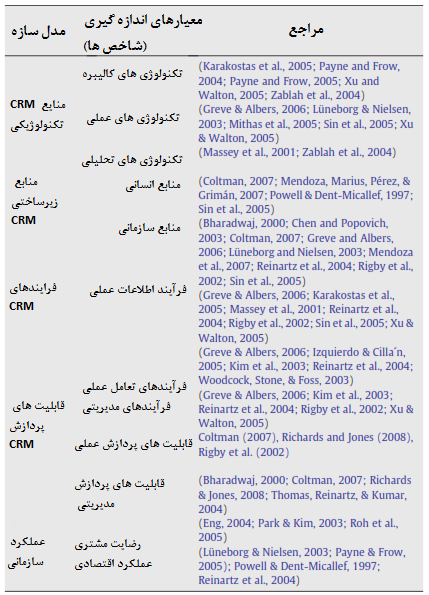 مدل سازه
معیارهای اندازه گیری
(شاخص ها)
مراجع
منابع CRM
تکنولوژیکی
تکنولوژی های کالیبره
(Karakostas et al., 2005; Payne and Frow,
2004; Payne and Frow, 2005; Xu and
Walton, 2005; Zablah et al., 2004)
تکنولوژی های عملی
(Greve & Albers, 2006; Lüneborg & Nielsen,
2003; Mithas et al., 2005; Sin et al., 2005; Xu
& Walton, 2005)
تکنولوژی های تحلیلی
(Massey et al., 2001; Zablah et al., 2004)
منابع
زیرساختی
CRM
منابع انسانی
(Coltman, 2007; Mendoza, Marius, Pérez, &
Grimán, 2007; Powell & Dent-Micallef, 1997;
Sin et al., 2005)
منابع سازمانی
(Bharadwaj, 2000; Chen and Popovich,
2003; Coltman, 2007; Greve and Albers,
2006; Lüneborg and Nielsen, 2003; Mendoza
et al., 2007; Reinartz et al., 2004; Rigby et al.,
2002; Sin et al., 2005)
فرایندهای
CRM
فرآیند اطلاعات عملی
(Greve & Albers, 2006; Karakostas et al.,
2005; Massey et al., 2001; Reinartz et al.,
2004; Rigby et al., 2002; Sin et al., 2005; Xu &
Walton, 2005)
فرآیندهای تعامل عملی
(Greve & Albers, 2006; Izquierdo & Cilla´n,
2005; Kim et al., 2003; Reinartz et al., 2004;
Woodcock, Stone, & Foss, 2003)
فرآیندهای مدیریتی
(Greve & Albers, 2006; Kim et al., 2003;
Reinartz et al., 2004; Rigby et al., 2002; Xu &
Walton, 2005)
قابلیت های
پردازش
CRM
قابلیت های پردازش عملی
Coltman (2007), Richards and Jones (2008),
Rigby et al. (2002)
قابلیت های پردازش
مدیریتی
(Bharadwaj, 2000; Coltman, 2007; Richards
& Jones, 2008; Thomas, Reinartz, & Kumar,
2004)
عملکرد
سازمانی
رضایت مشتری
(Eng, 2004; Park & Kim, 2003; Roh et al.,
2005)
عملکرد اقتصادی
(Lüneborg & Nielsen, 2003; Payne & Frow,
2005); Powell & Dent-Micallef, 1997;
Reinartz et al., 2004)